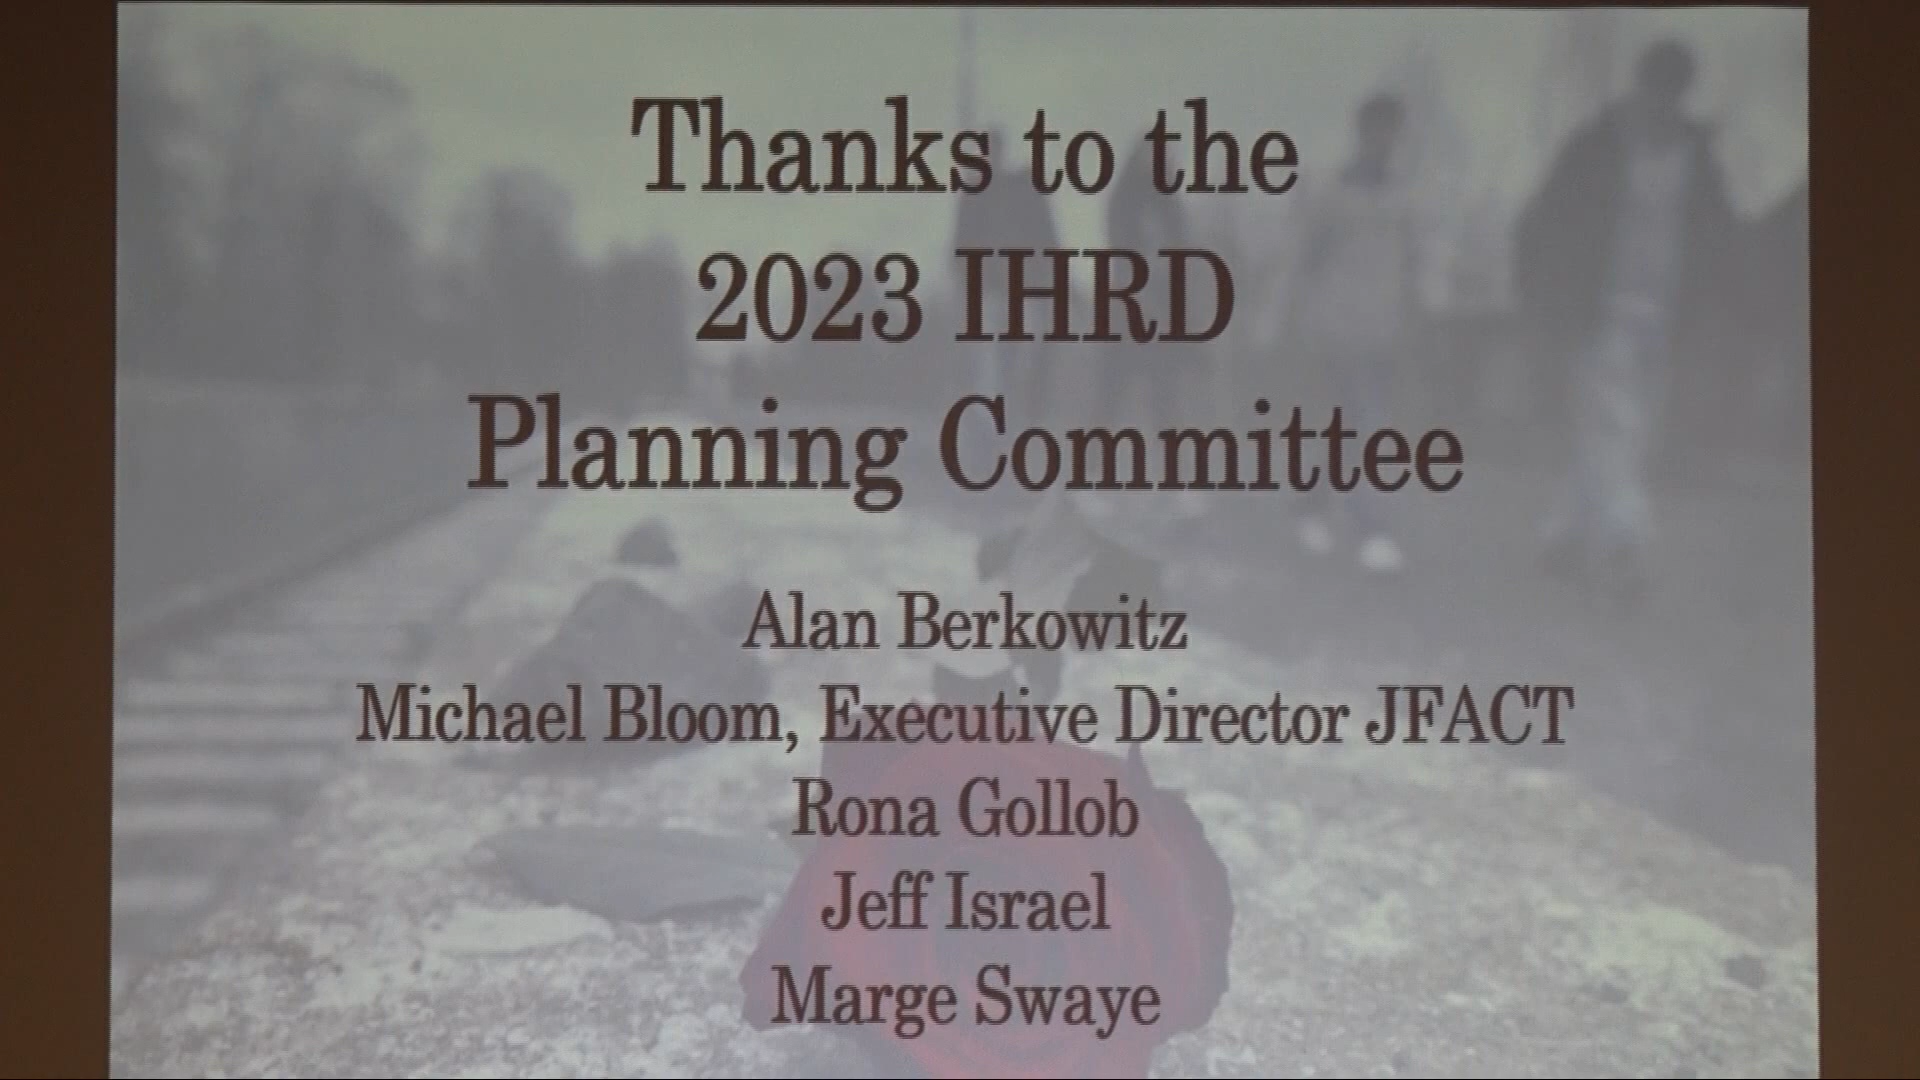 Thanks to the
2023 IHRD
Planning Committee
Alan Berkowitz
Michael Bloom, Executive Director JFACT
Rona Gollob
Jeff Israel
Marge Swaye